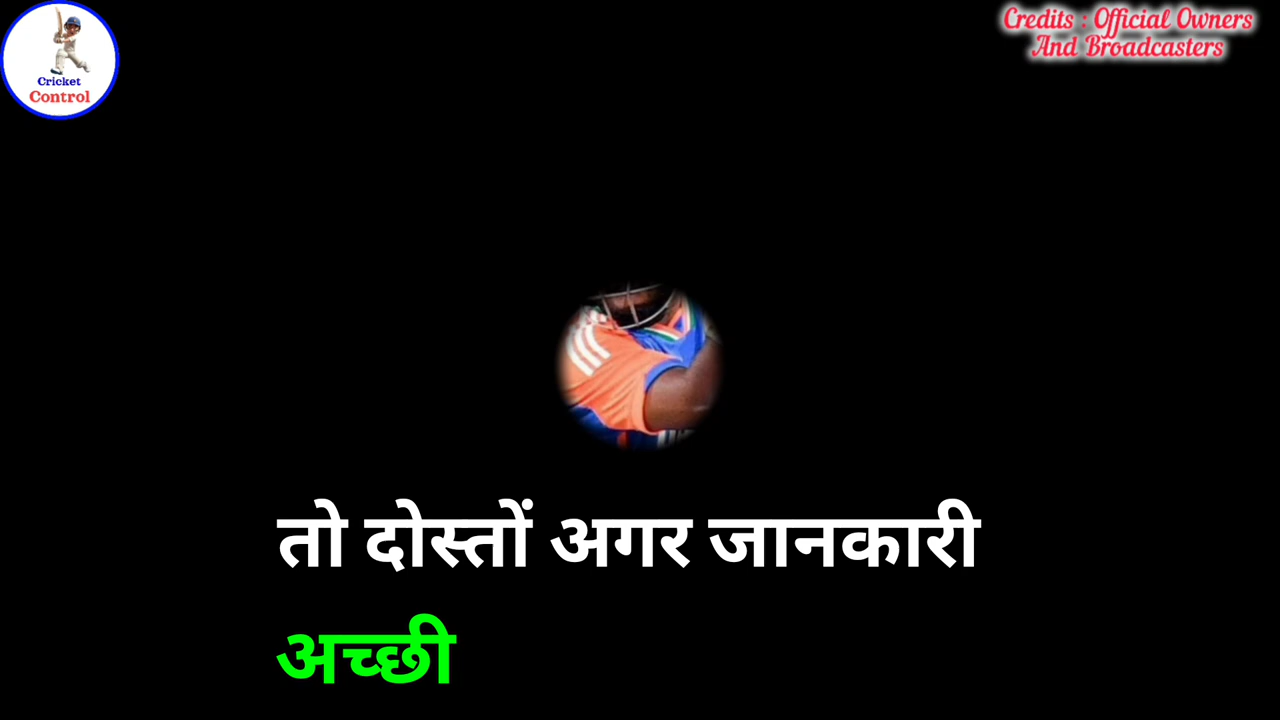 Cricket
Control
Credits : Official Owners
And Broadcasters
तो दोस्तों अगर जानकारी
अच्छी